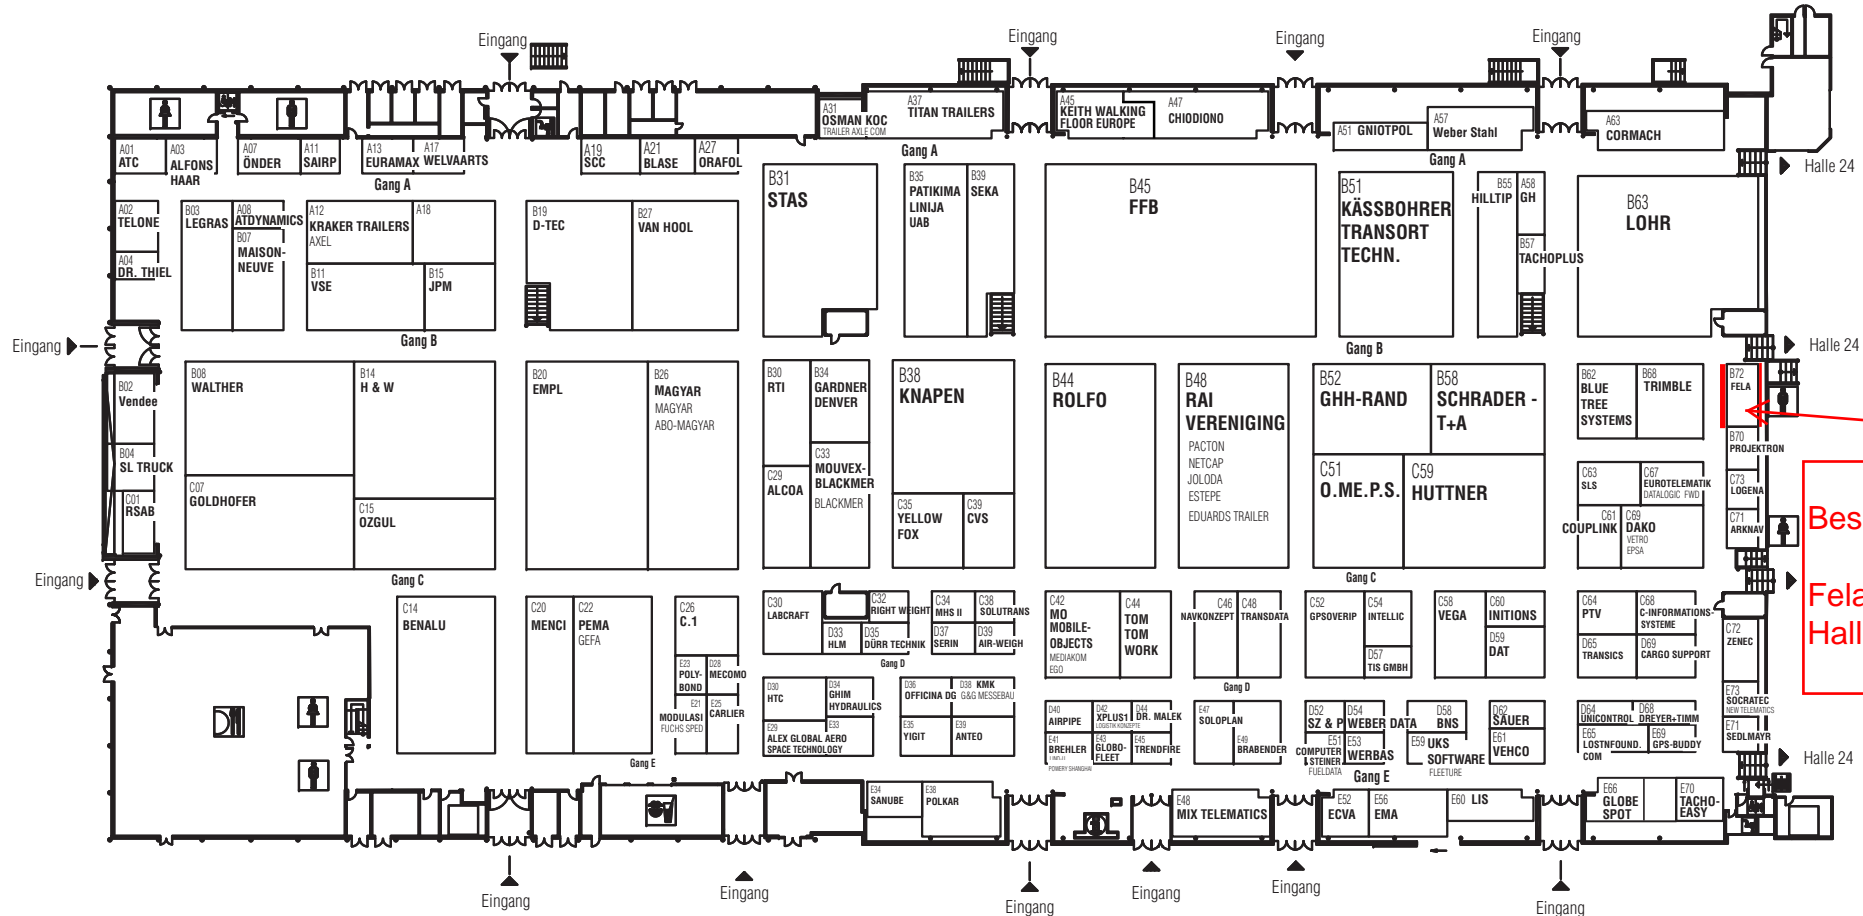 Eingang
Eingang
Eingang
Eingang
A31
OSMAN KOC
TRAILER AXLE COM
A37
TITAN TRAILERS
A45
KEITH WALKING
FLOOR EUROPE
A47
CHIODIONO
A51 GNIOTPOL
A57
Weber Stahl
A63
CORMACH
A01
ATC
A03
ALFONS
HAAR
A07
ÖNDER
A11
SAIRP
A13
EURAMAX
A17
WELVAARTS
A19
SCC
A21
BLASE
A27
ORAFOL
Gang A
Gang A
Gang A
Halle 24
A02
TELONE
A04
DR. THIEL
B03
LEGRAS
A08
ATDYNAMICS
B07
MAISON-
NEUVE
A12
KRAKER TRAILERS
AXEL
A18
B11
VSE
B15
JPM
B19
D-TEC
B27
VAN HOOL
B31
STAS
B35
PATIKIMA
LINIJA
UAB
B39
SEKA
B45
FFB
B51
KÄSSBOHRER
TRANSORT
TECHN.
B55
HILLTIP
A58
GH
B57
TACHOPLUS
B63
LOHR
Gang B
Gang B
Eingang
Halle 24
B02
Vendee
B04
SL TRUCK
C01
RSAB
B08
WALTHER
B14
H & W
C07
GOLDHOFER
C15
OZGUL
B20
EMPL
B26
MAGYAR
MAGYAR
ABO-MAGYAR
B30
RTI
B34
GARDNER
DENVER
C29
ALCOA
C33
MOUVEX-
BLACKMER
BLACKMER
B38
KNAPEN
C35
YELLOW
FOX
C39
CVS
B44
ROLFO
B48
RAI
VERENIGING
PACTON
NETCAP
JOLODA
ESTEPE
EDUARDS TRAILER
B52
GHH-RAND
B58
SCHRADER -
T+A
C51
O.ME.P.S.
C59
HUTTNER
B62
BLUE
TREE
SYSTEMS
B68
TRIMBLE
B72
FELA
B70
PROJEKTRON
C63
SLS
C67
EUROTELEMATIK
DATALOGIC FWD
C61
COUPLINK
C69
DAKO
VETRO
EPSA
C73
LOGENA
C71
ARKNAV
Bes
Fela
Hall
Eingang
Gang C
Gang C
C14
BENALU
C20
MENCI
C22
PEMA
GEFA
C26
C.1
E23
POLY-
BOND
D28
MECOMO
E21
MODULASI
FUCHS SPED
E25
CARLIER
C30
LABCRAFT
C32
RIGHT WEIGHT
D33
HLM
D35
DÜRR TECHNIK
C34
MHS II
C38
SOLUTRANS
D37
SERIN
D39
AIR-WEIGH
Gang D
D30
HTC
D34
GHIM
HYDRAULICS
E29
ALEX GLOBAL AERO
SPACE TECHNOLOGY
E33
D36
OFFICINA DG
D38 KMK
G&G MESSEBAU
E35
YIGIT
E39
ANTEO
C42
MO
MOBILE-
OBJECTS
MEDIAKOM
EGO
C44
TOM
TOM
WORK
C46
NAVKONZEPT
C48
TRANSDATA
Gang D
C52
GPSOVERIP
C54
INTELLIC
D57
TIS GMBH
C58
VEGA
C60
INITIONS
D59
DAT
C64
PTV
C68
C-INFORMATIONS-
SYSTEME
D65
TRANSICS
D69
CARGO SUPPORT
C72
ZENEC
D40
AIRPIPE
D42
XPLUS1
LOGISTIK KONZEPTE
D44
DR. MALEK
E41
BREHLER
POWERY SHANGHAI
E43
GLOBO-
FLEET
E45
TRENDFIRE
E47
SOLOPLAN
E49
BRABENDER
D52
SZ & P
D54
WEBER DATA
E51
COMPUTER
STEINER
FUELDATA
E53
WERBAS
D58
BNS
E59 UKS
SOFTWARE
FLEETURE
D62
SAUER
E61
VEHCO
D64
UNICONTROL
D68
DREYER+TIMM
E65
LOSTNFOUND.
COM
E69
GPS-BUDDY
E73
SOCRATEC
NEW TELEMATICS
E71
SEDLMAYR
Gang E
Gang E
Halle 24
E34
SANUBE
E38
POLKAR
E48
MIX TELEMATICS
E52
ECVA
E56
EMA
E60 LIS
E66
GLOBE
SPOT
E70
TACHO-
EASY
Eingang
Eingang
Eingang
Eingang
Eingang
Eingang